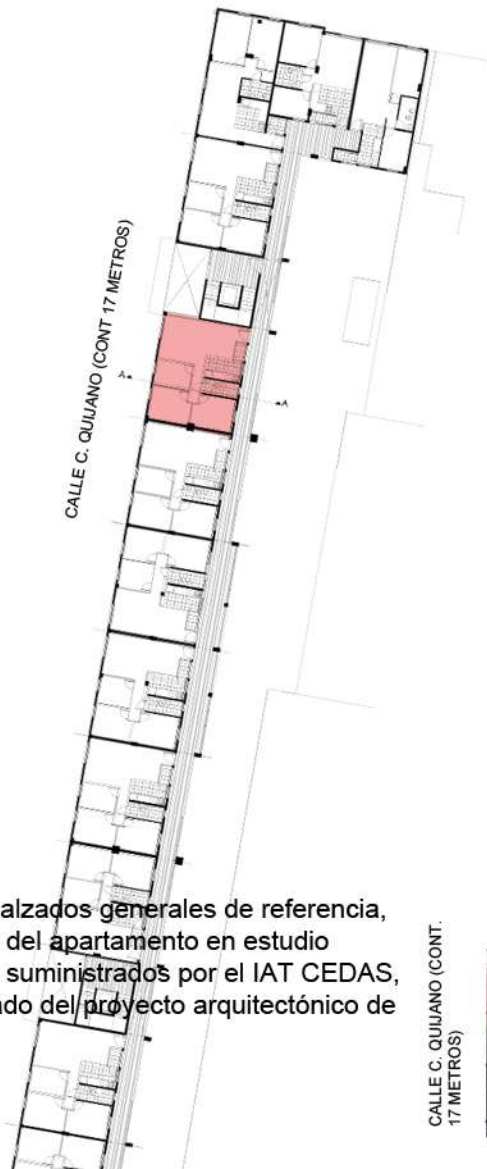 CALLE C. QUIJANO (CONT 17 METROS)
A
A
alzados generales de referencia,
del apartamento en estudio
suministrados por el IAT CEDAS,
ado del proyecto arquitectónico de
CALLE C. QUIJANO (CONT.
17 METROS)